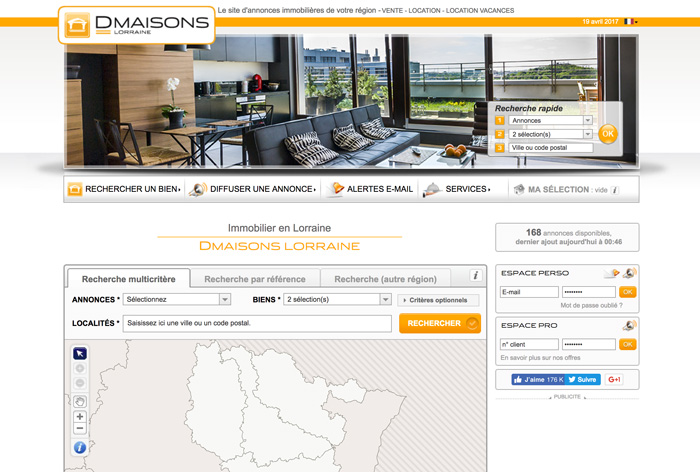 Le site d'annonces immobilières de votre région - VENTE - LOCATION - LOCATION VACANCES
DMAISONS
LORRAINE
19 avril 2017
Recherche rapide
1 Annonces
2 2 sélection(s)
OK
3 Ville ou code postal
RECHERCHER UN BIEN
DIFFUSER UNE ANNONCE
ALERTES E-MAIL
SERVICES
MA SÉLECTION : vide i
Immobilier en Lorraine
DMAISONS LORRAINE
168 annonces disponibles,
dernier ajout aujourd'hui à 00:46
Recherche multicritère
Recherche par référence
Recherche (autre région)
i
ANNONCES * Sélectionnez
BIENS * 2 sélection(s)
Critères optionnels
LOCALITÉS * Saisissez ici une ville ou un code postal.
RECHERCHER
ESPACE PERSO
E-mail
••••••••
OK
Mot de passe oublié ?
ESPACE PRO
n° client
••••••••
OK
En savoir plus sur nos offres
J'aime 176 K
Suivre
G+1
PUBLICITE
+
−
i